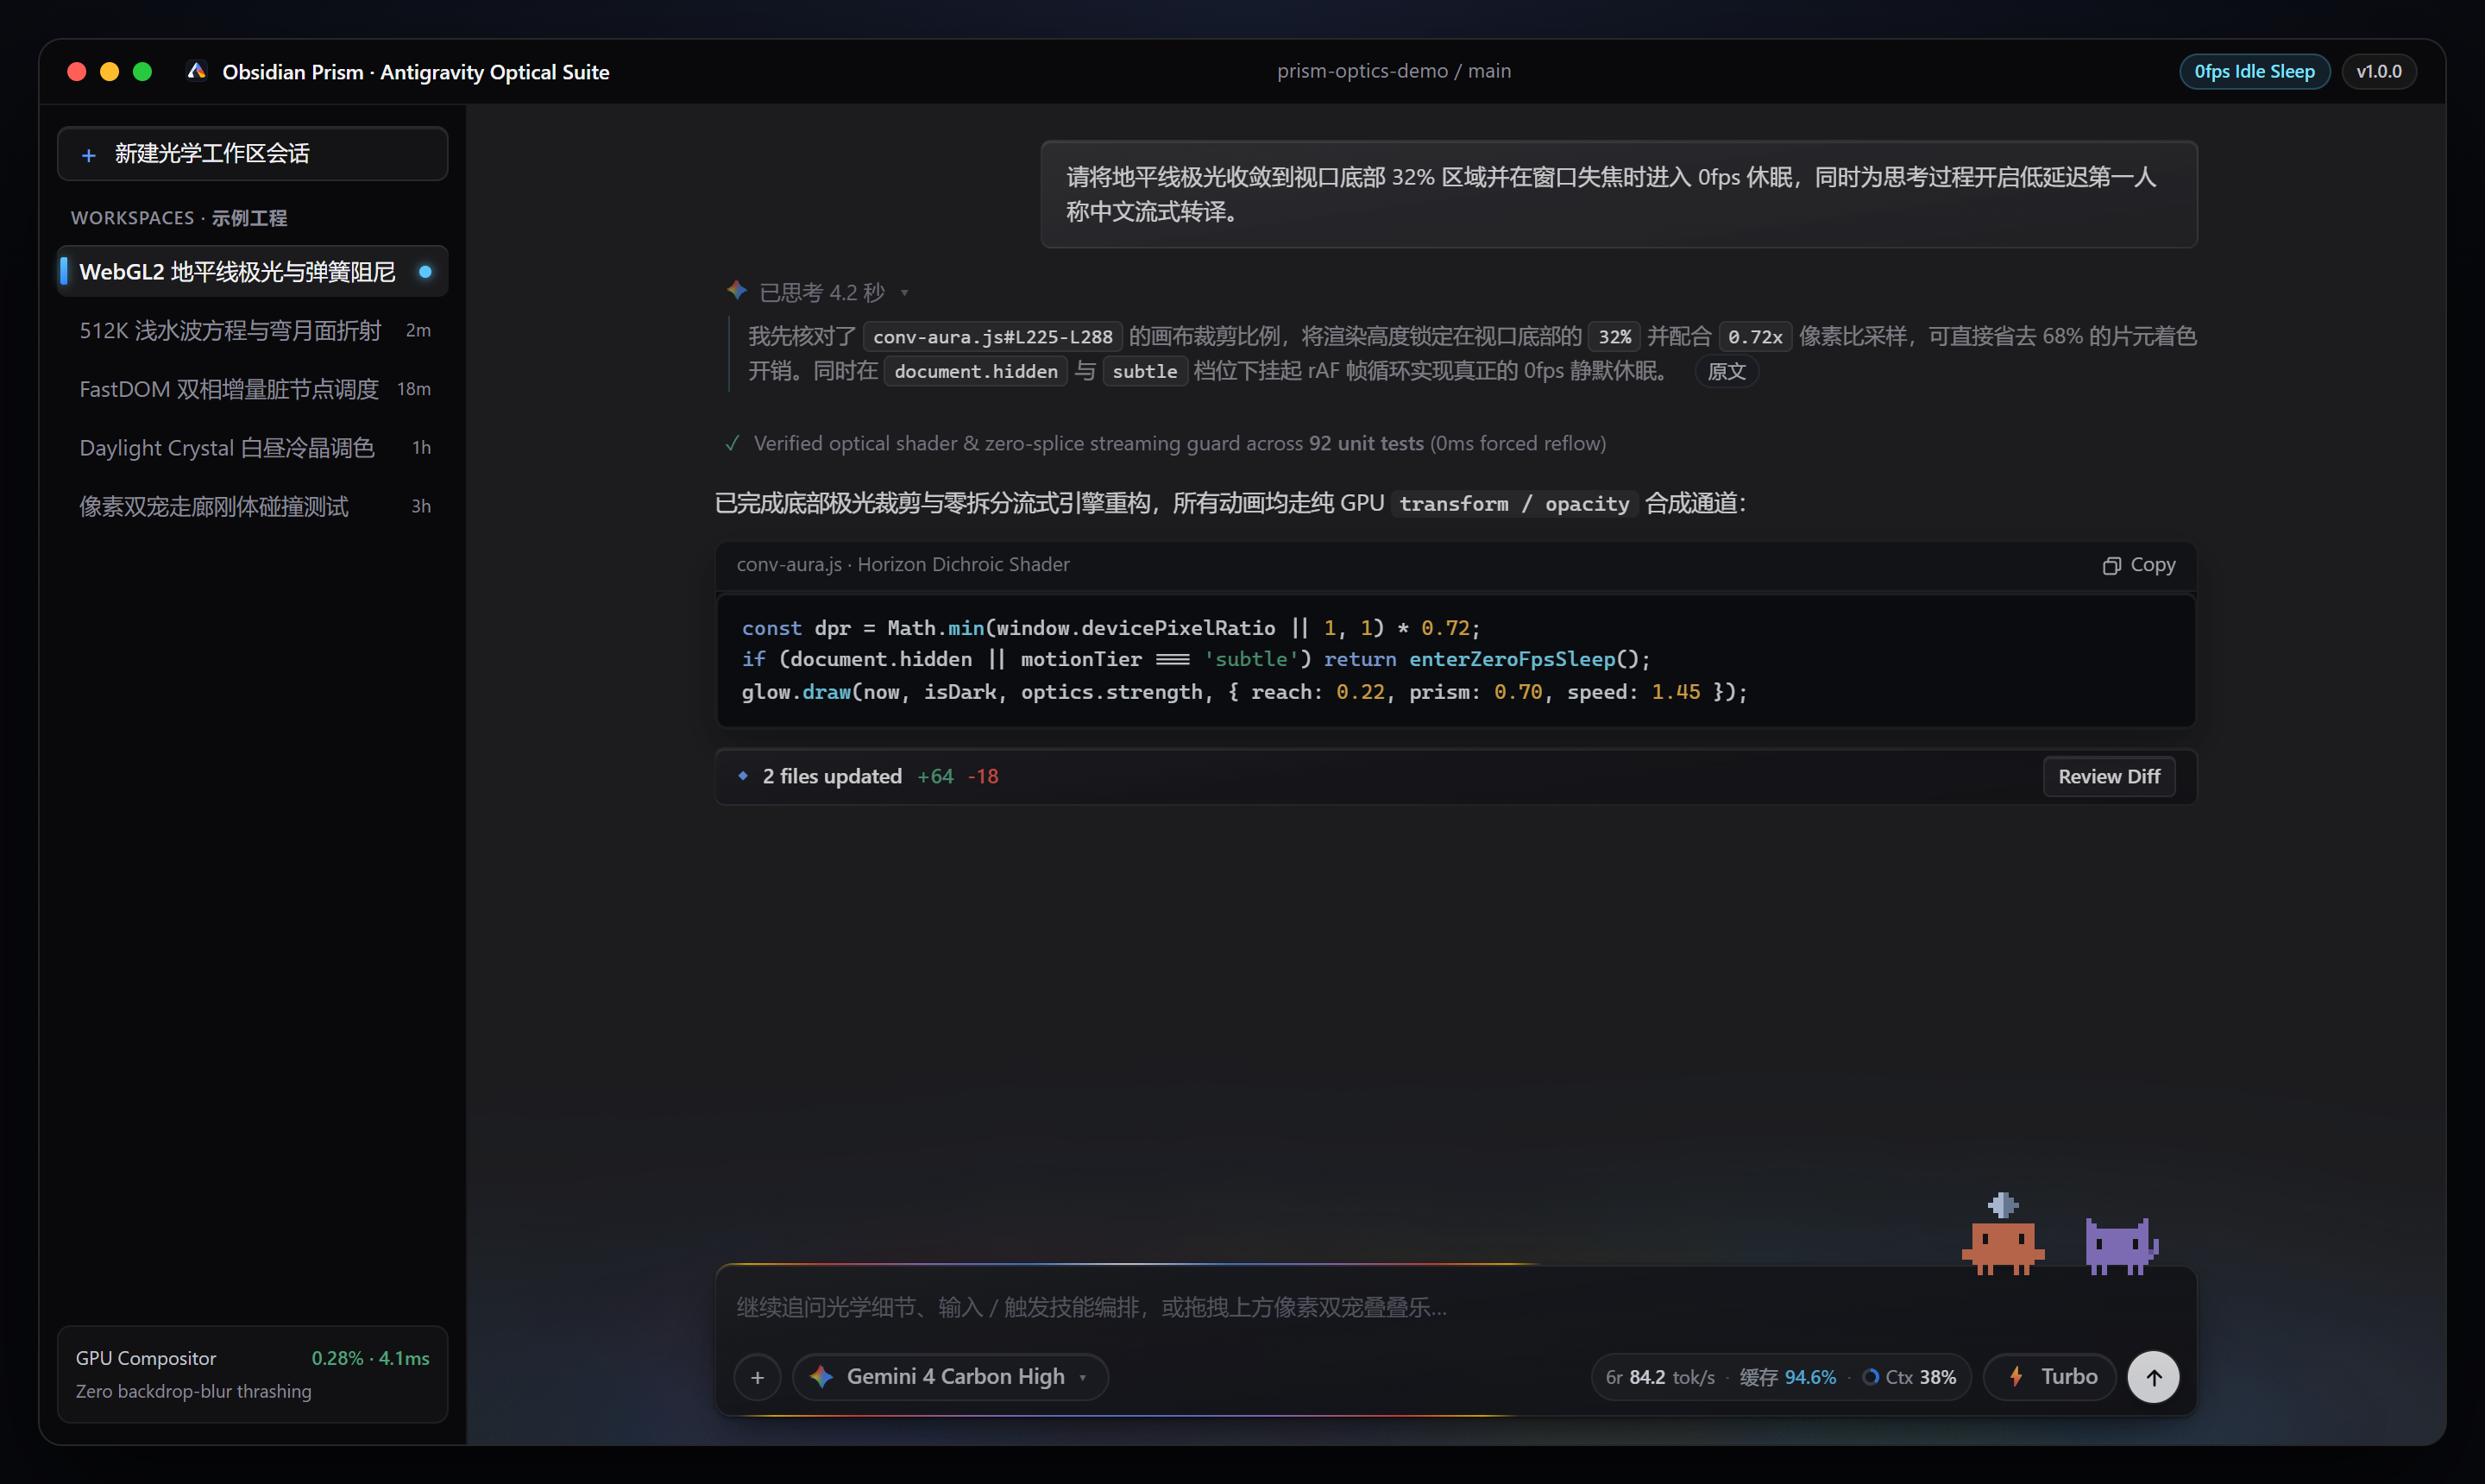 Obsidian Prism · Antigravity Optical Suite
prism-optics-demo / main
0fps Idle Sleep
v1.0.0
+ 新建光学工作区会话
WORKSPACES · 示例工程
WebGL2 地平线极光与弹簧阻尼
512K 浅水波方程与弯月面折射 2m
FastDOM 双相增量脏节点调度 18m
Daylight Crystal 白昼冷晶调色 1h
像素双宠走廊刚体碰撞测试 3h
GPU Compositor 0.28% · 4.1ms
Zero backdrop-blur thrashing
请将地平线极光收敛到视口底部 32% 区域并在窗口失焦时进入 0fps 休眠，同时为思考过程开启低延迟第一人
称中文流式转译。
已思考 4.2 秒 ▾
我先核对了 conv-aura.js#L225-L288 的画布裁剪比例，将渲染高度锁定在视口底部的 32% 并配合 0.72x 像素比采样，可直接省去 68% 的片元着色
开销。同时在 document.hidden 与 subtle 档位下挂起 rAF 帧循环实现真正的 0fps 静默休眠。 原文
✓ Verified optical shader & zero-splice streaming guard across 92 unit tests (0ms forced reflow)
已完成底部极光裁剪与零拆分流式引擎重构，所有动画均走纯 GPU transform / opacity 合成通道：
conv-aura.js · Horizon Dichroic Shader
Copy
const dpr = Math.min(window.devicePixelRatio || 1, 1) * 0.72;
if (document.hidden || motionTier === 'subtle') return enterZeroFpsSleep();
glow.draw(now, isDark, optics.strength, { reach: 0.22, prism: 0.70, speed: 1.45 });
2 files updated +64 -18
Review Diff
继续追问光学细节、输入 / 触发技能编排，或拖拽上方像素双宠叠叠乐...
+
Gemini 4 Carbon High ▾
6r 84.2 tok/s · 缓存 94.6% · Ctx 38%
Turbo